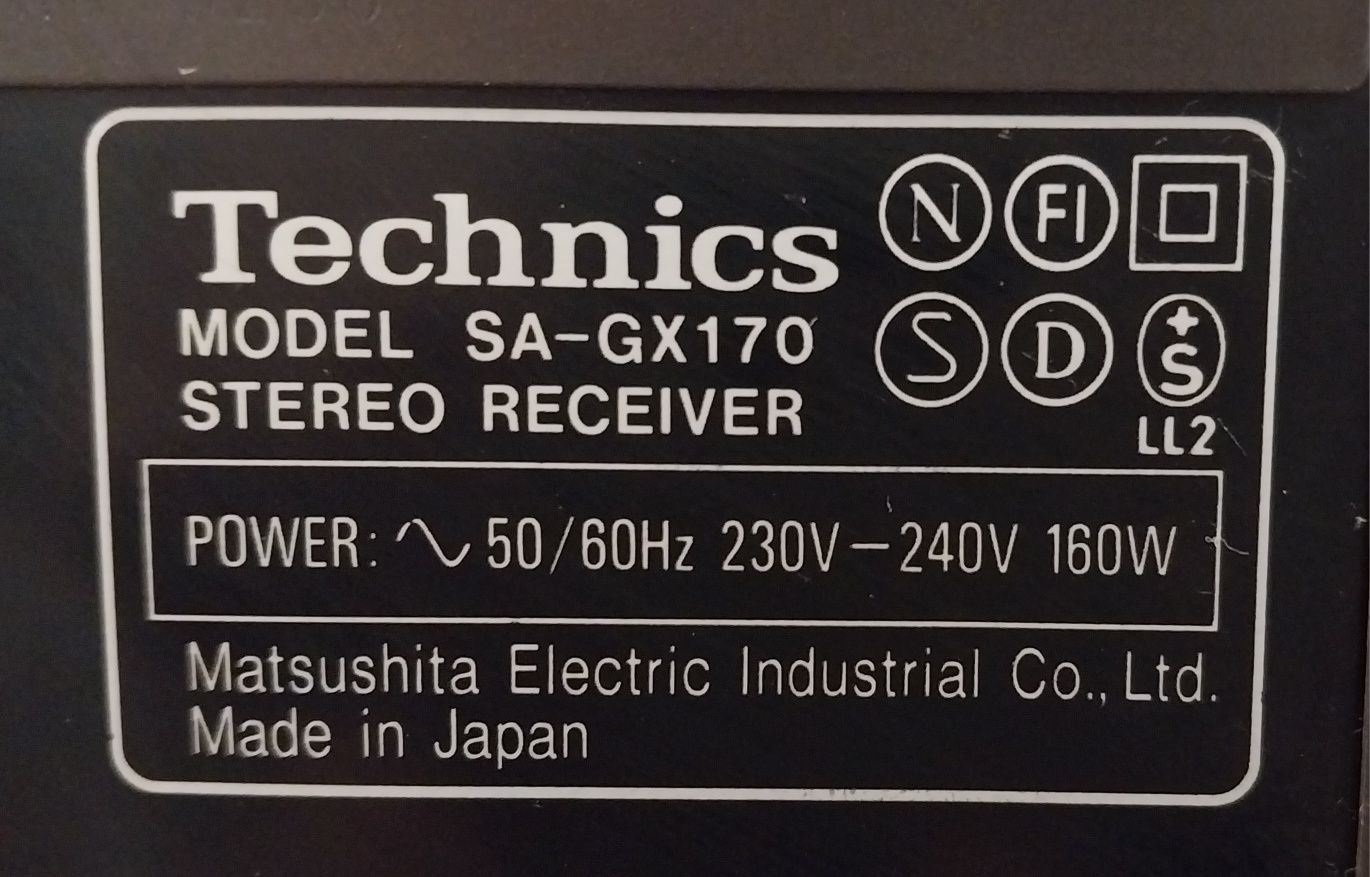 Technics
MODEL SA-GX170
STEREO RECEIVER
N FI
S D +S
LL2
POWER: ∿ 50/60Hz 230V–240V 160W
Matsushita Electric Industrial Co., Ltd.
Made in Japan